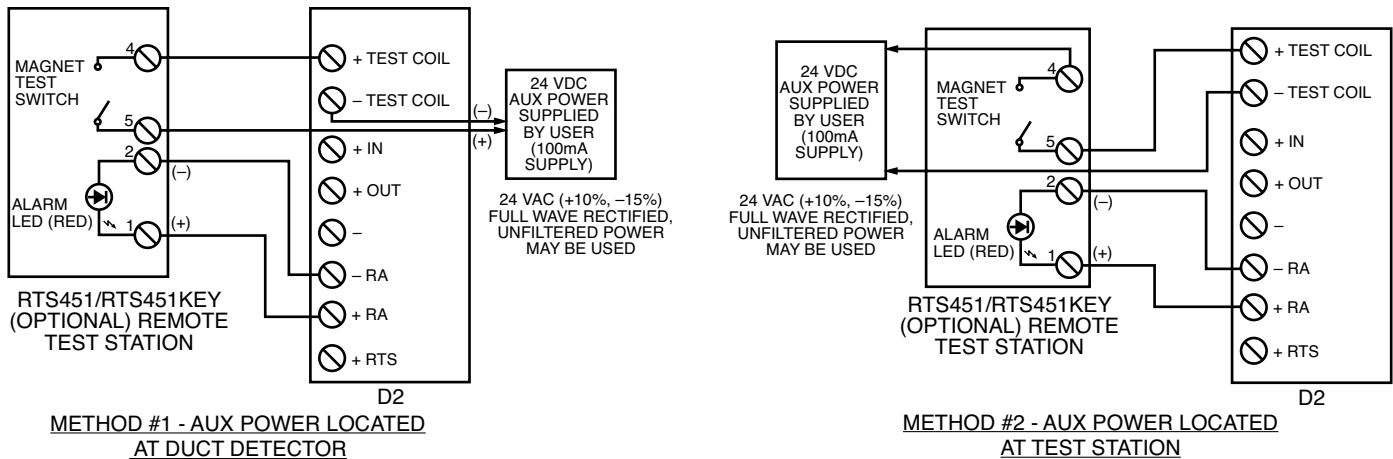 MAGNET
TEST
SWITCH
4
5
2
(–)
ALARM
LED (RED)
1
(+)
RTS451/RTS451KEY
(OPTIONAL) REMOTE
TEST STATION
+ TEST COIL
– TEST COIL
+ IN
+ OUT
–
– RA
+ RA
+ RTS
D2
(–)
(+)
24 VDC
AUX POWER
SUPPLIED
BY USER
(100mA
SUPPLY)
24 VAC (+10%, –15%)
FULL WAVE RECTIFIED,
UNFILTERED POWER
MAY BE USED
METHOD #1 - AUX POWER LOCATED
AT DUCT DETECTOR
24 VDC
AUX POWER
SUPPLIED
BY USER
(100mA
SUPPLY)
24 VAC (+10%, –15%)
FULL WAVE RECTIFIED,
UNFILTERED POWER
MAY BE USED
MAGNET
TEST
SWITCH
4
5
2
(–)
ALARM
LED (RED)
1
(+)
RTS451/RTS451KEY
(OPTIONAL) REMOTE
TEST STATION
+ TEST COIL
– TEST COIL
+ IN
+ OUT
–
– RA
+ RA
+ RTS
D2
METHOD #2 - AUX POWER LOCATED
AT TEST STATION